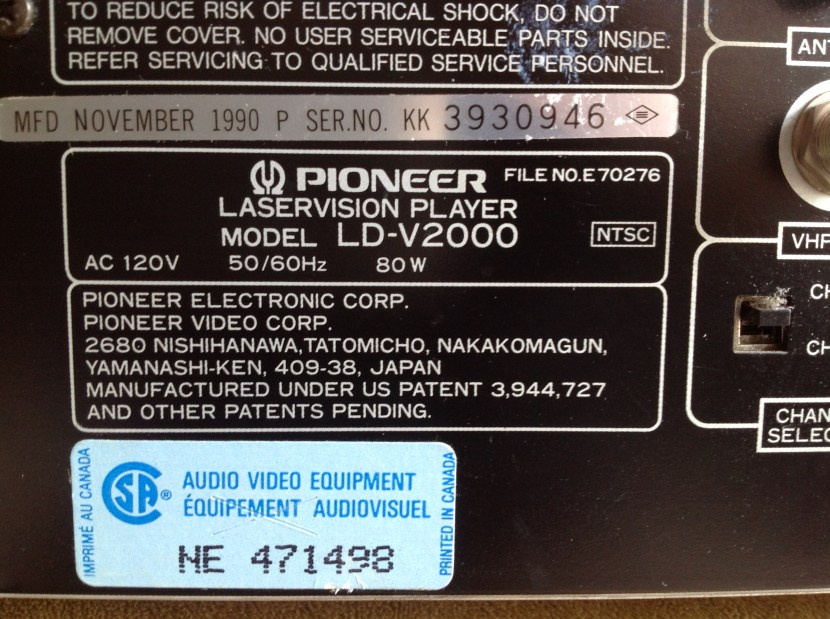 TO REDUCE RISK OF ELECTRICAL SHOCK, DO NOT
REMOVE COVER. NO USER SERVICEABLE PARTS INSIDE.
REFER SERVICING TO QUALIFIED SERVICE PERSONNEL.
MFD NOVEMBER 1990 P SER.NO. KK 3930946
PIONEER FILE NO.E70276
LASERVISION PLAYER
MODEL LD-V2000 NTSC
AC 120V 50/60Hz 80W
PIONEER ELECTRONIC CORP.
PIONEER VIDEO CORP.
2680 NISHIHANAWA,TATOMICHO, NAKAKOMAGUN,
YAMANASHI-KEN, 409-38, JAPAN
MANUFACTURED UNDER US PATENT 3,944,727
AND OTHER PATENTS PENDING.
IMPRIMÉ AU CANADA
SA ®
AUDIO VIDEO EQUIPMENT
ÉQUIPEMENT AUDIOVISUEL
NE 471498
PRINTED IN CANADA
ANT
VHF
CH
CH
CHAN
SELEC